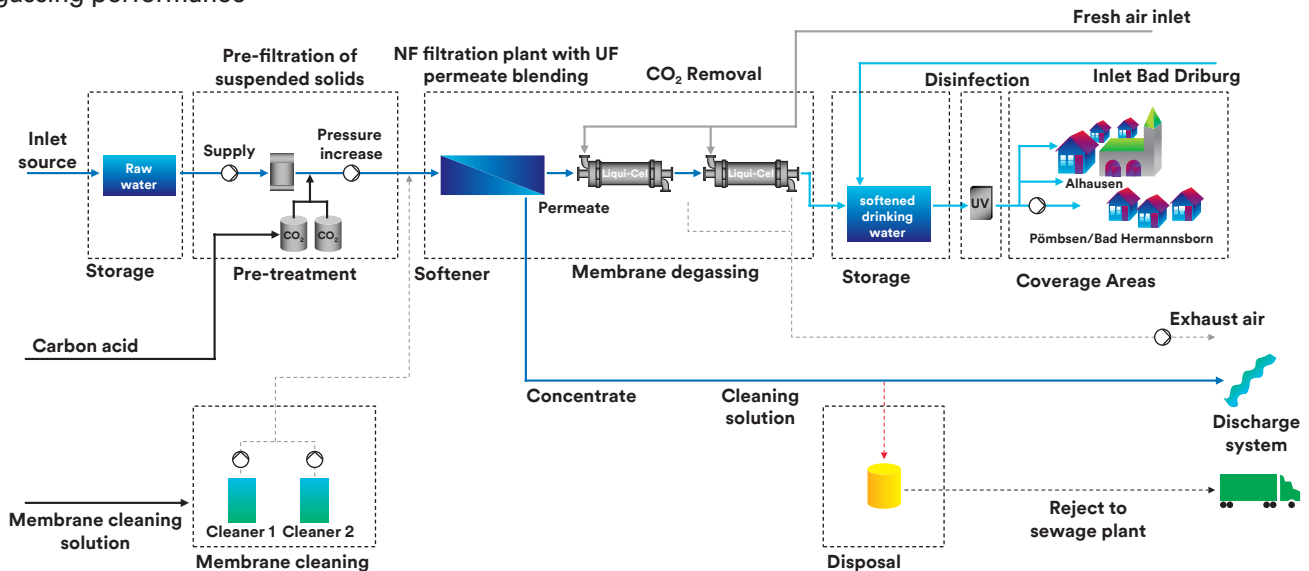 gassing performance
Fresh air inlet
Pre-filtration of
suspended solids
NF filtration plant with UF
permeate blending
CO₂ Removal
Disinfection
Inlet Bad Driburg
Inlet
source
Raw
water
Supply
Pressure
increase
Liqui-Cel
Liqui-Cel
Permeate
softened
drinking
water
UV
Alhausen
Pömbsen/Bad Hermannsborn
CO₂
CO₂
Storage
Pre-treatment
Softener
Membrane degassing
Storage
Coverage Areas
Carbon acid
Exhaust air
Concentrate
Cleaning
solution
Discharge
system
Membrane cleaning
solution
Cleaner 1
Cleaner 2
Membrane cleaning
Disposal
Reject to
sewage plant